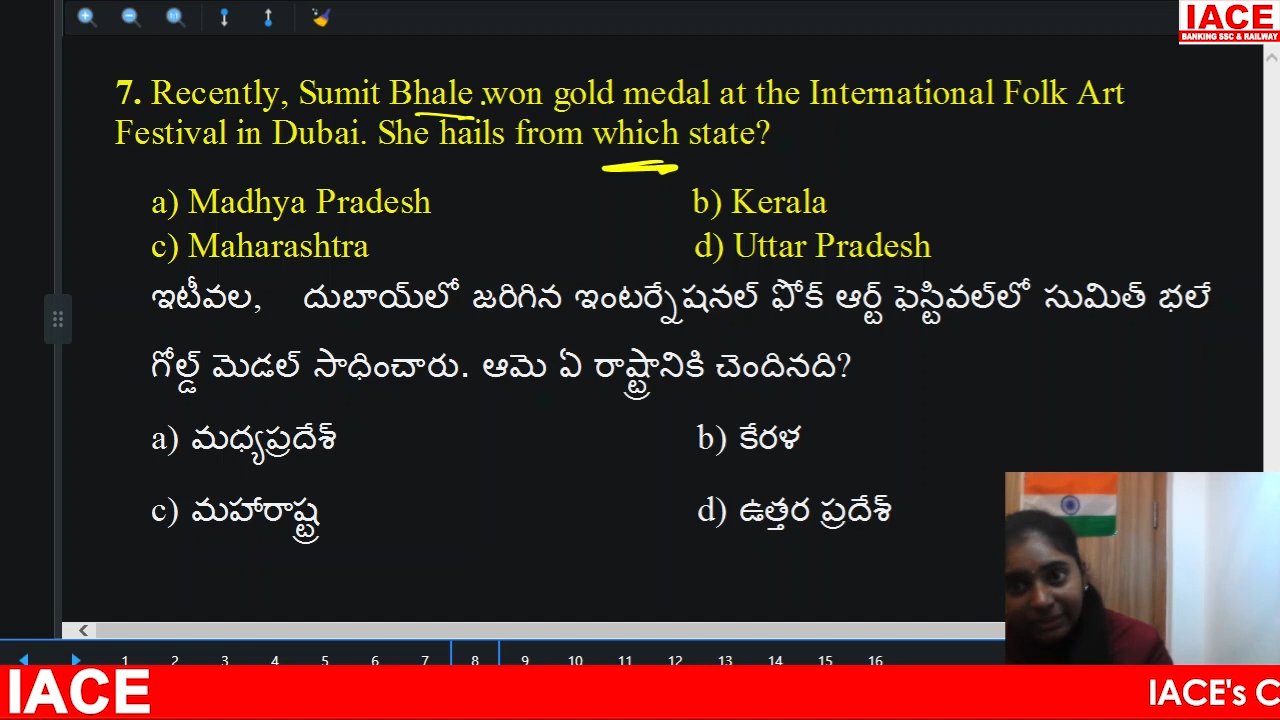 IACE
BANKING SSC & RAILWAY
7. Recently, Sumit Bhale won gold medal at the International Folk Art
Festival in Dubai. She hails from which state?
a) Madhya Pradesh b) Kerala
c) Maharashtra d) Uttar Pradesh
ఇటీవల, దుబాయ్‌లో జరిగిన ఇంటర్నేషనల్ ఫోక్ ఆర్ట్ ఫెస్టివల్‌లో సుమిత్ భలే
గోల్డ్ మెడల్ సాధించారు. ఆమె ఏ రాష్ట్రానికి చెందినది?
a) మధ్యప్రదేశ్ b) కేరళ
c) మహారాష్ట్ర d) ఉత్తర ప్రదేశ్
1 2 3 4 5 6 7 8 9 10 11 12 13 14 15 16
IACE IACE's C